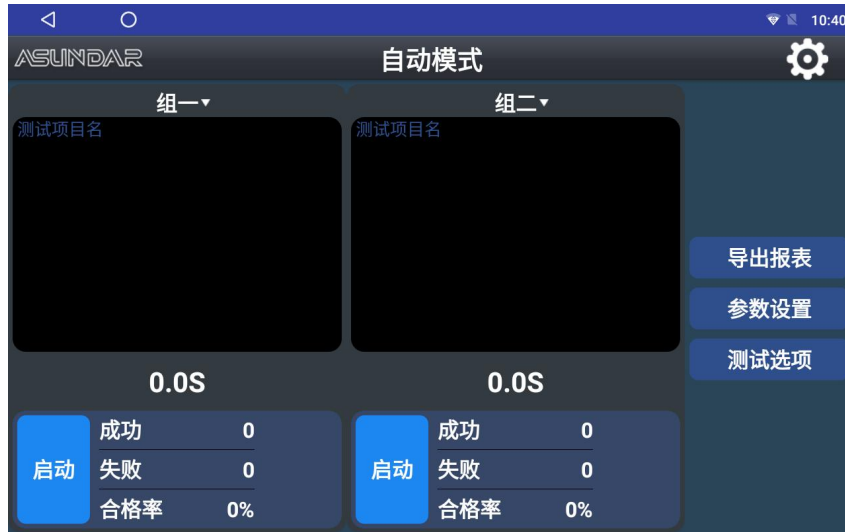 10:40
ASUNDAR
自动模式
组一▾
组二▾
测试项目名
测试项目名
导出报表
参数设置
测试选项
0.0S
0.0S
启动
成功 0
失败 0
合格率 0%
启动
成功 0
失败 0
合格率 0%